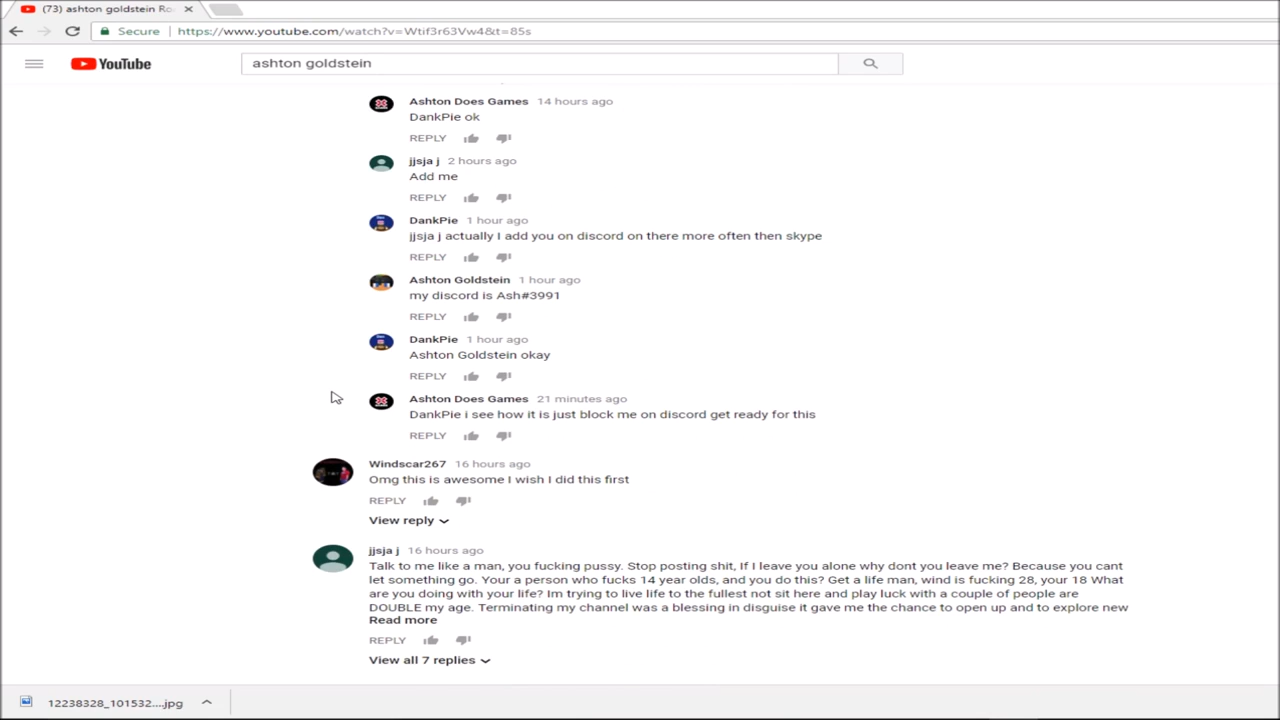 (73) ashton goldstein Ro
Secure https://www.youtube.com/watch?v=Wtif3r63Vw4&t=85s
YouTube
ashton goldstein
Ashton Does Games 14 hours ago
DankPie ok
REPLY
jjsja j 2 hours ago
Add me
REPLY
DankPie 1 hour ago
jjsja j actually I add you on discord on there more often then skype
REPLY
Ashton Goldstein 1 hour ago
my discord is Ash#3991
REPLY
DankPie 1 hour ago
Ashton Goldstein okay
REPLY
Ashton Does Games 21 minutes ago
DankPie i see how it is just block me on discord get ready for this
REPLY
Windscar267 16 hours ago
Omg this is awesome I wish I did this first
REPLY
View reply
jjsja j 16 hours ago
Talk to me like a man, you fucking pussy. Stop posting shit, If I leave you alone why dont you leave me? Because you cant
let something go. Your a person who fucks 14 year olds, and you do this? Get a life man, wind is fucking 28, your 18 What
are you doing with your life? Im trying to live life to the fullest not sit here and play luck with a couple of people are
DOUBLE my age. Terminating my channel was a blessing in disguise it gave me the chance to open up and to explore new
Read more
REPLY
View all 7 replies
12238328_101532....jpg